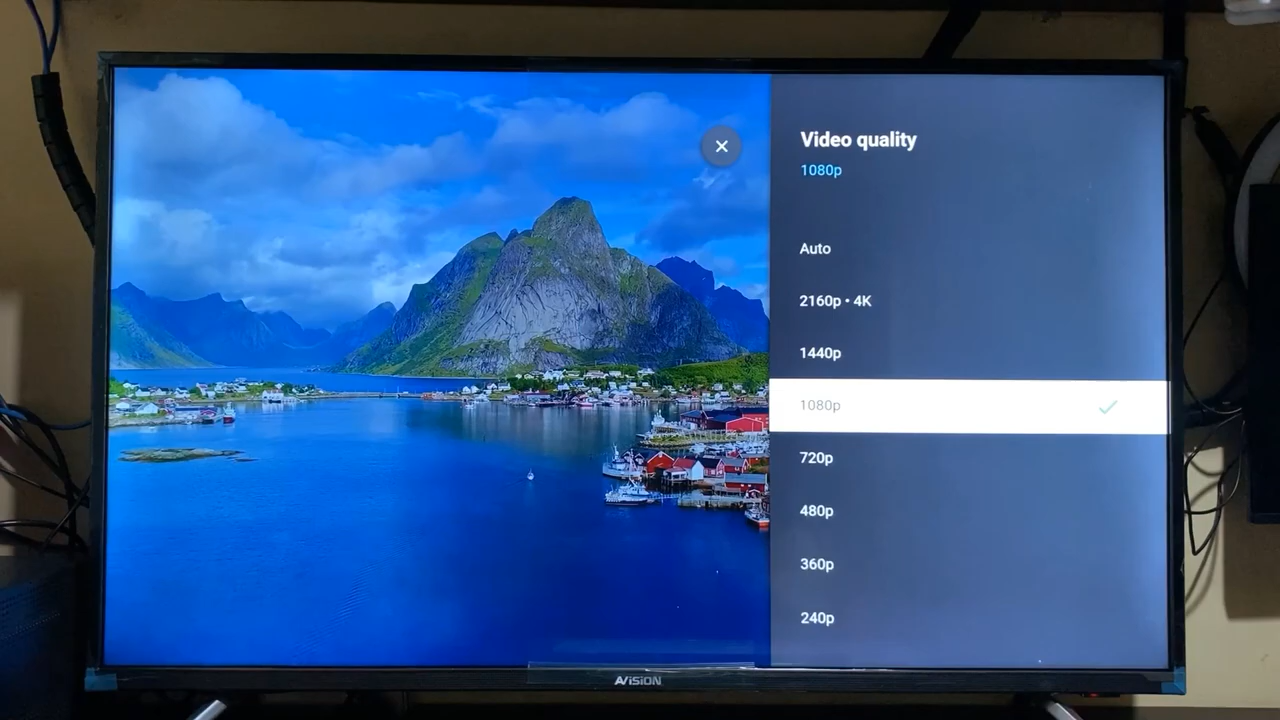 Video quality
1080p
Auto
2160p • 4K
1440p
1080p
720p
480p
360p
240p
AVISION